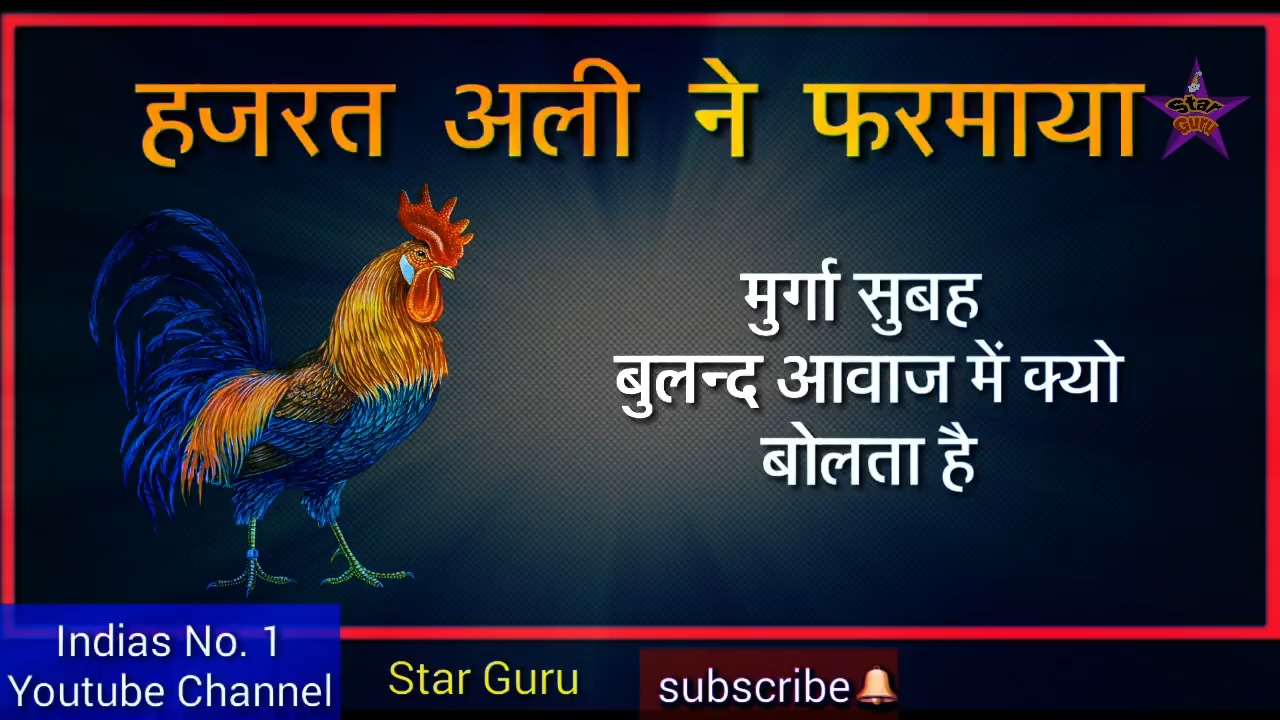 हजरत अली ने फरमाया
Star
Guru
मुर्गा सुबह
बुलन्द आवाज में क्यो
बोलता है
Indias No. 1
Youtube Channel
Star Guru
subscribe